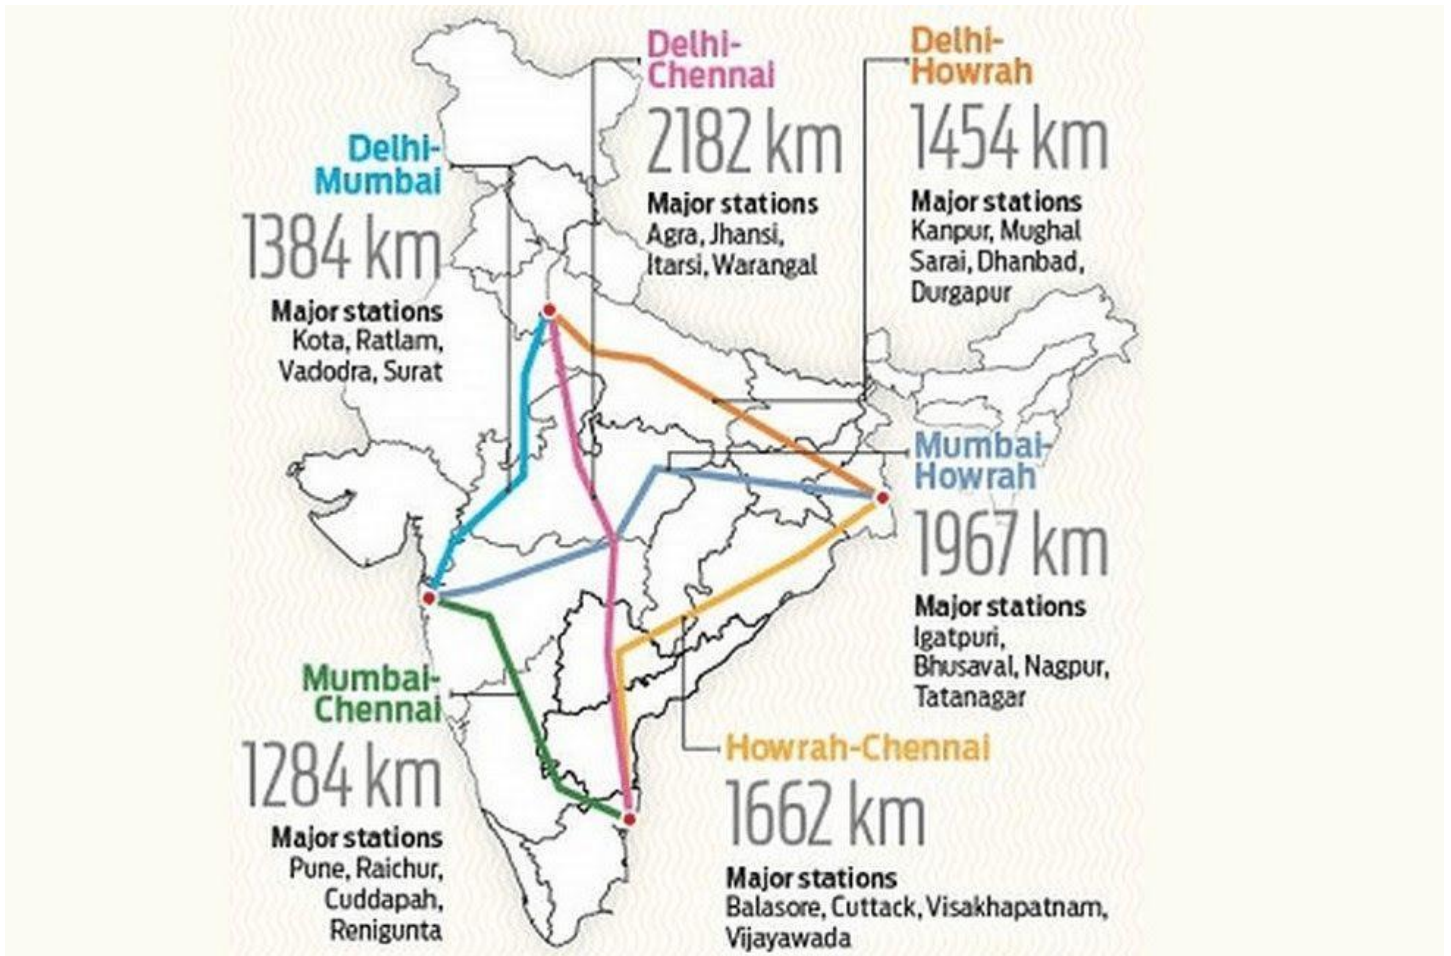 Delhi-
Mumbai
1384 km
Major stations
Kota, Ratlam,
Vadodra, Surat
Delhi-
Chennai
2182 km
Major stations
Agra, Jhansi,
Itarsi, Warangal
Delhi-
Howrah
1454 km
Major stations
Kanpur, Mughal
Sarai, Dhanbad,
Durgapur
Mumbai-
Howrah
1967 km
Major stations
Igatpuri,
Bhusaval, Nagpur,
Tatanagar
Mumbai-
Chennai
1284 km
Major stations
Pune, Raichur,
Cuddapah,
Renigunta
Howrah-Chennai
1662 km
Major stations
Balasore, Cuttack, Visakhapatnam,
Vijayawada